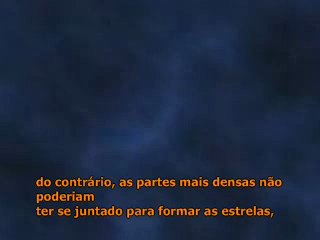 do contrário, as partes mais densas não
poderiam
ter se juntado para formar as estrelas,